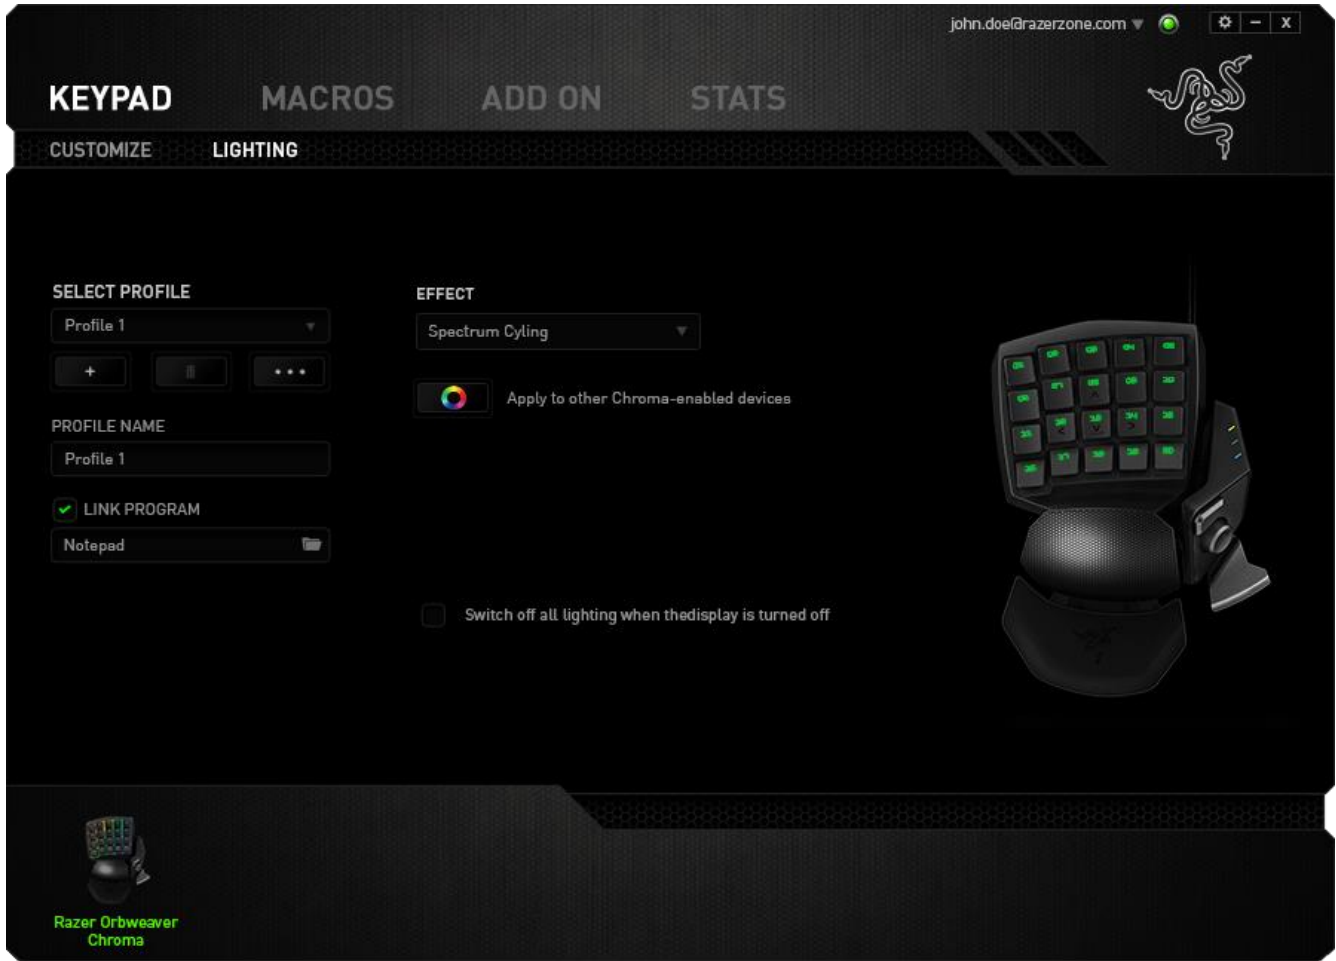 john.doe@razerzone.com
KEYPAD MACROS ADD ON STATS
CUSTOMIZE LIGHTING
SELECT PROFILE
Profile 1
PROFILE NAME
Profile 1
LINK PROGRAM
Notepad
EFFECT
Spectrum Cyling
Apply to other Chroma-enabled devices
Switch off all lighting when thedisplay is turned off
Razer Orbweaver
Chroma